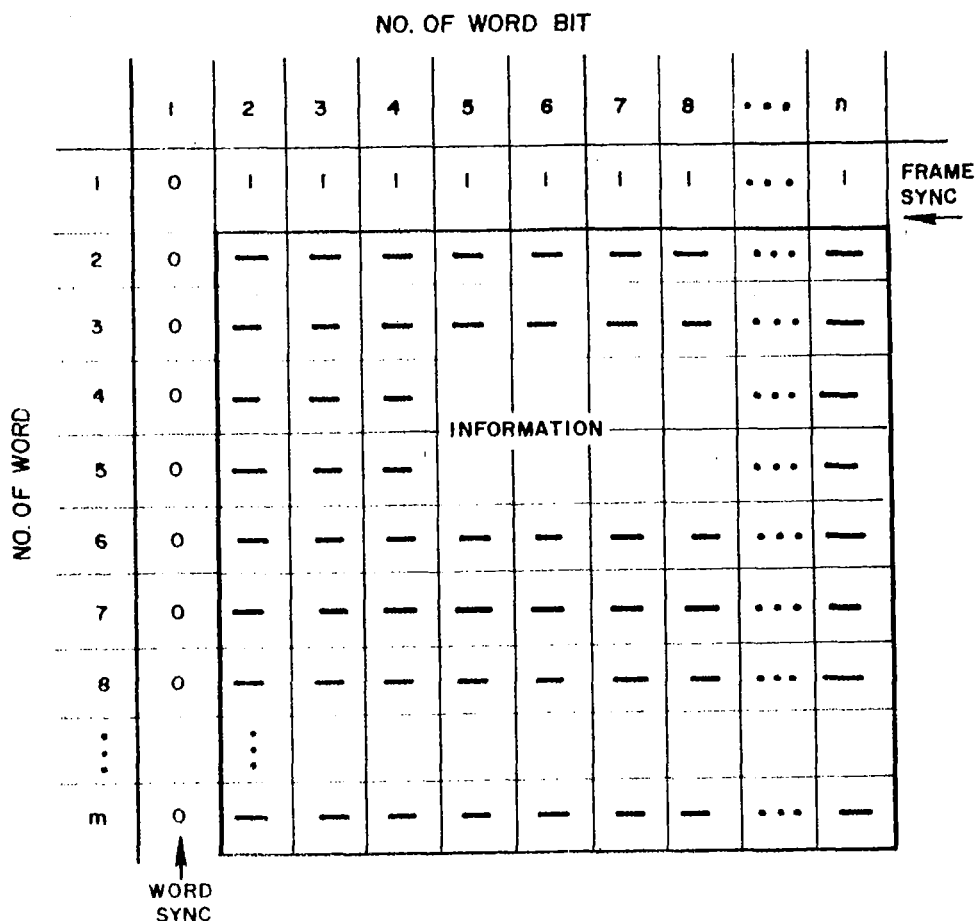 NO. OF WORD BIT
1 2 3 4 5 6 7 8 ... n
1 0 1 1 1 1 1 1 1 ... 1 FRAME
SYNC
2 0 — — — — — — — ... —
3 0 — — — — — — — ... —
4 0 — — — ... —
INFORMATION
5 0 — — — ... —
6 0 — — — — — — — ... —
7 0 — — — — — — — ... —
8 0 — — — — — — — ... —
m 0 — — — — — — — ... —
WORD
SYNC
NO. OF WORD